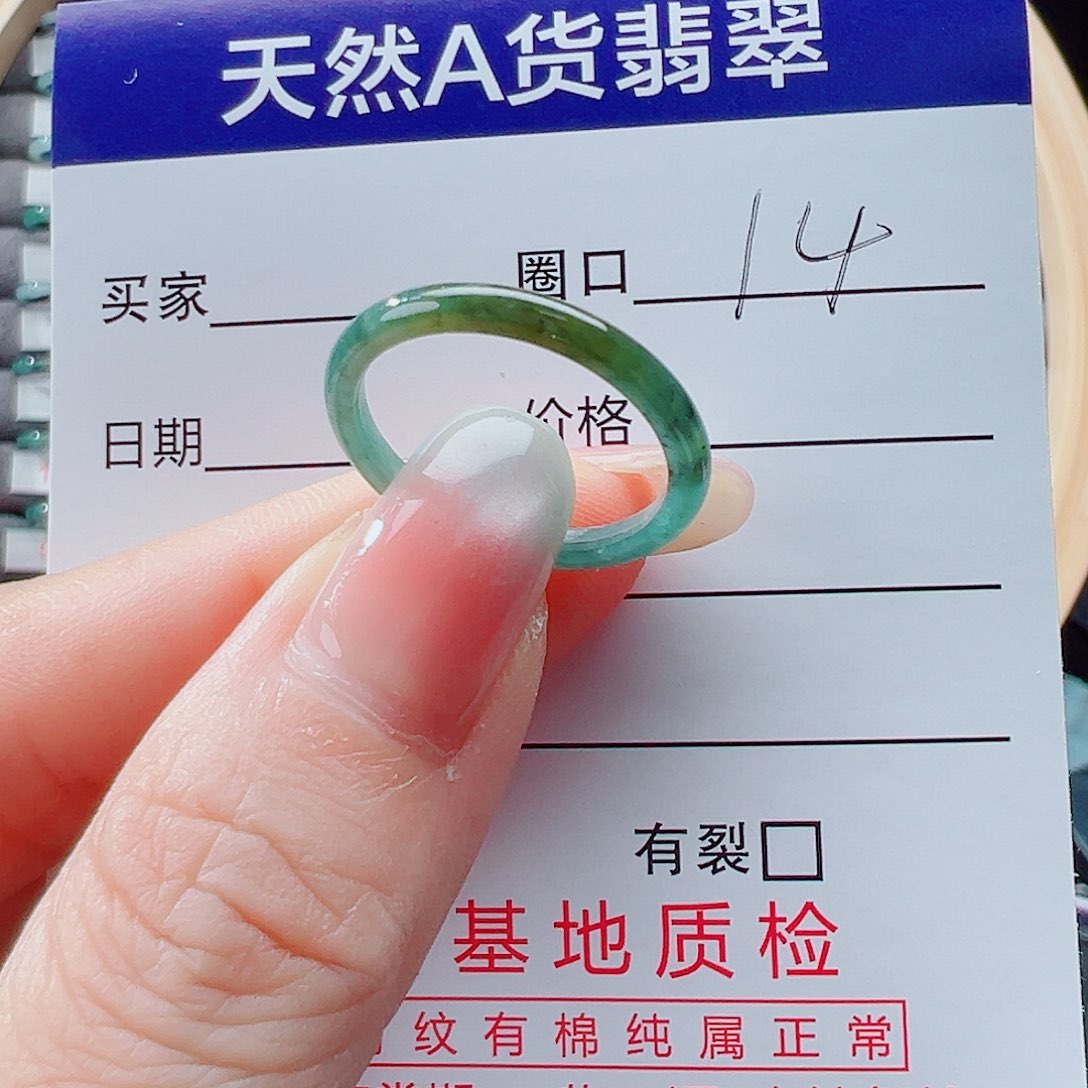 天然A货翡翠
买家 圈口 14
日期 价格
有裂
基地质检
纹有棉纯属正常